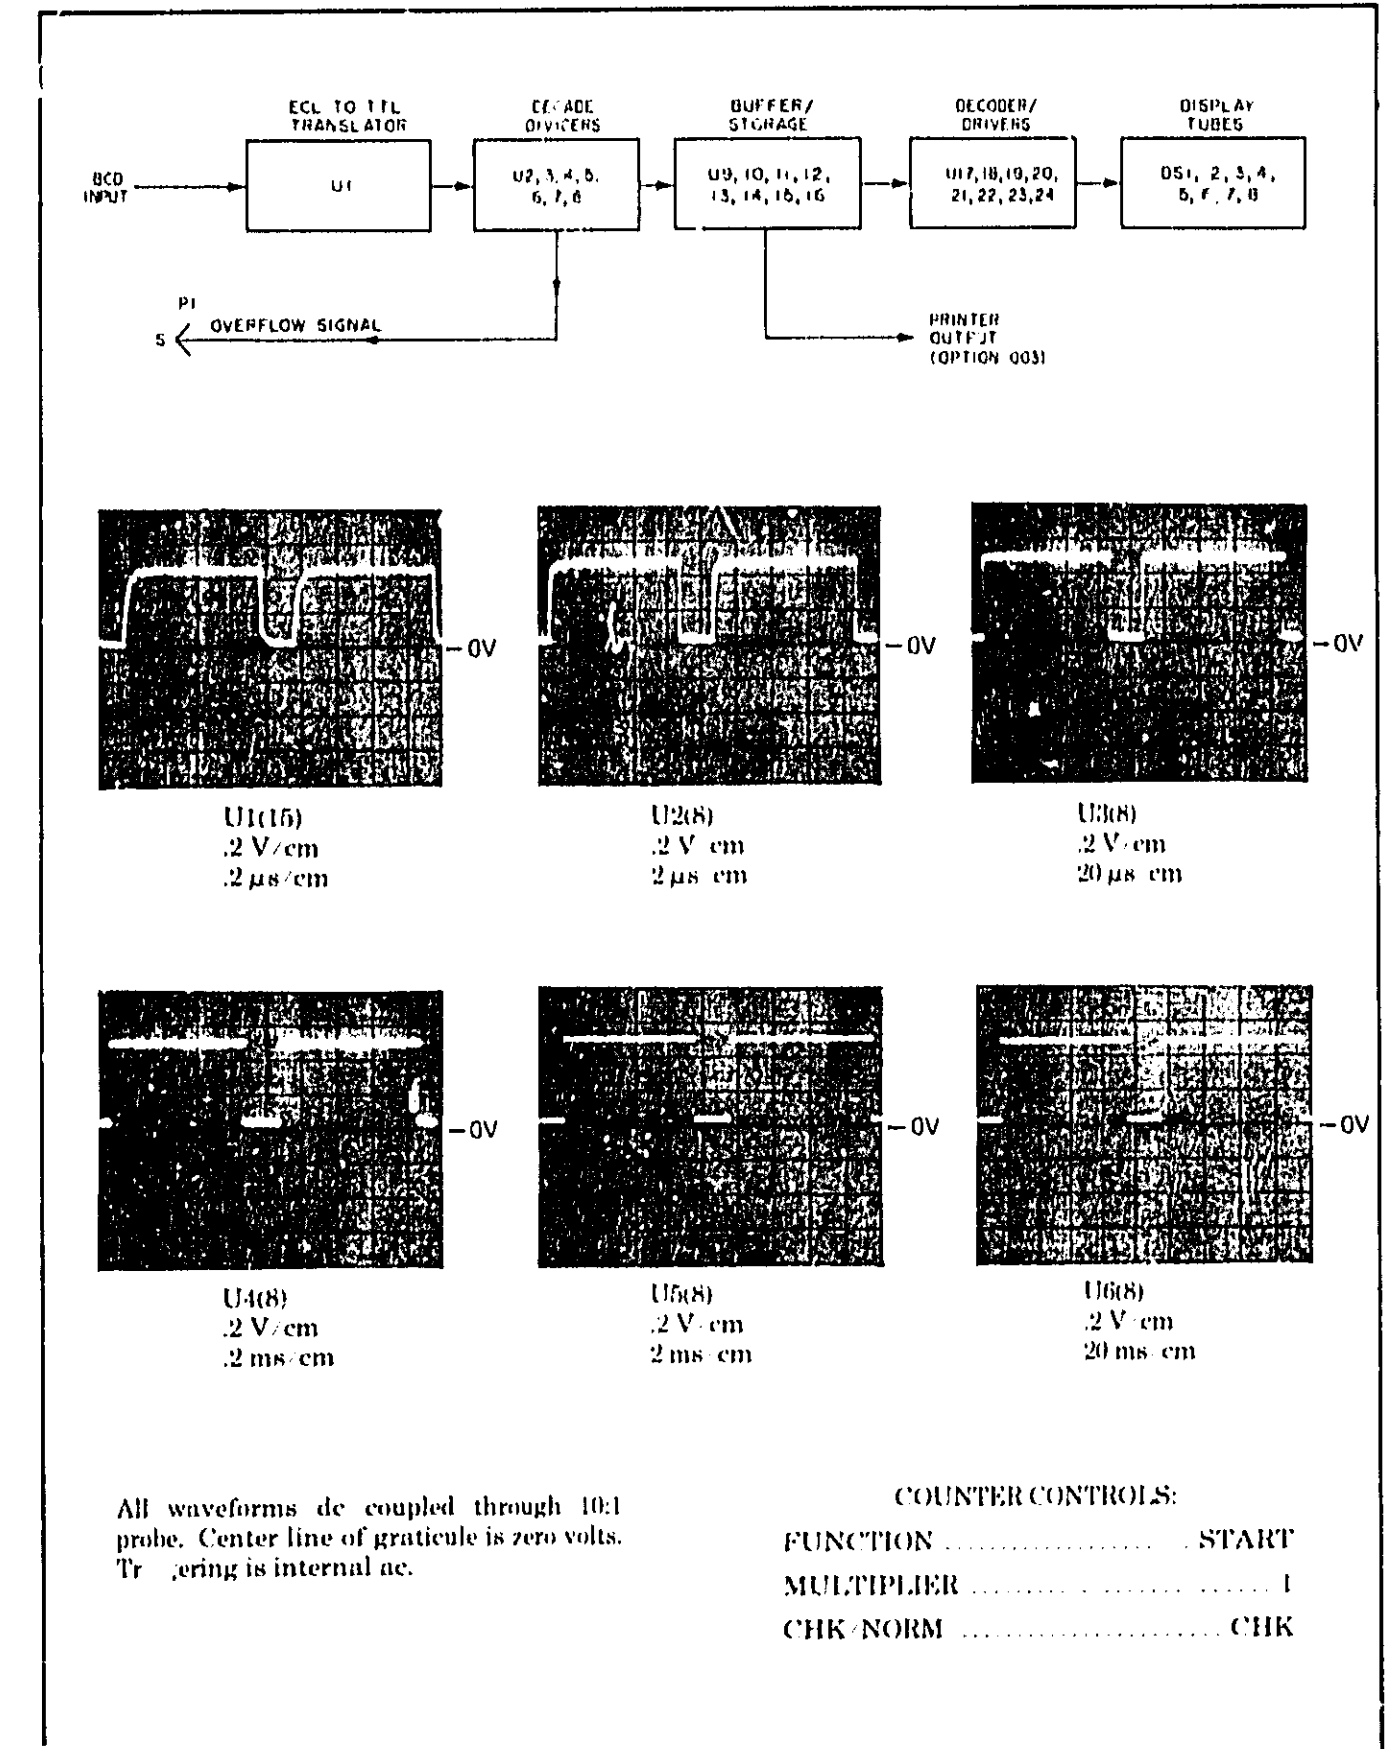 ECL TO TTL
TRANSLATOR
DECADE
DIVIDERS
BUFFER/
STORAGE
DECODER/
DRIVERS
DISPLAY
TUBES
BCD
INPUT
U1
U2, 3, 4, 5,
6, 7, 8
U9, 10, 11, 12,
13, 14, 15, 16
U17, 18, 19, 20,
21, 22, 23, 24
DS1, 2, 3, 4,
5, 7, 8
P1
5
OVERFLOW SIGNAL
PRINTER
OUTPUT
(OPTION 003)
0V
0V
0V
U1(15)
.2 V/cm
.2 µs/cm
U2(8)
.2 V cm
2 µs cm
U3(8)
.2 V/cm
20 µs cm
0V
0V
0V
U4(8)
.2 V/cm
.2 ms/cm
U5(8)
.2 V/cm
2 ms/cm
U6(8)
.2 V/cm
20 ms/cm
All waveforms dc coupled through 10:1
probe. Center line of graticule is zero volts.
is internal ac.
COUNTER CONTROLS:
FUNCTION .................. START
MULTIPLIER .................. 1
CHK/NORM .................. CHK